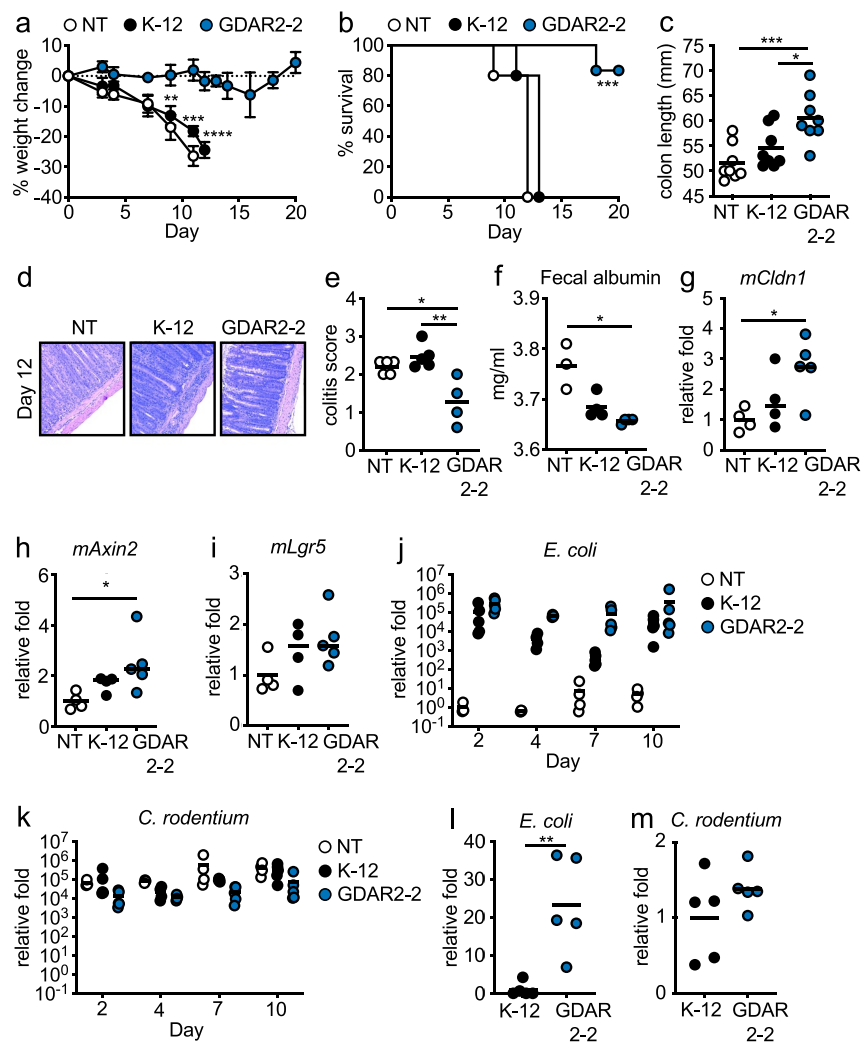 a
NT K-12 GDAR2-2
% weight change
10
0
-10
-20
-30
-40
**
***
****
0 5 10 15 20
Day
b
NT K-12 GDAR2-2
% survival
100
80
60
40
20
0
***
0 5 10 15 20
Day
c
colon length (mm)
75
70
65
60
55
50
45
***
*
NT K-12 GDAR
2-2
d
NT K-12 GDAR2-2
Day 12
e
colitis score
4
3
2
1
0
*
**
NT K-12 GDAR
2-2
f
Fecal albumin
mg/ml
3.9
3.8
3.7
3.6
*
NT K-12 GDAR
2-2
g
mCldn1
relative fold
5
4
3
2
1
0
*
NT K-12 GDAR
2-2
h
mAxin2
relative fold
6
4
2
0
*
NT K-12 GDAR
2-2
i
mLgr5
relative fold
3
2
1
0
NT K-12 GDAR
2-2
j
E. coli
relative fold
10^7
10^6
10^5
10^4
10^3
10^2
10^1
10^0
10^-1
2 4 7 10
Day
NT
K-12
GDAR2-2
k
C. rodentium
relative fold
10^7
10^6
10^5
10^4
10^3
10^2
10^1
10^0
10^-1
2 4 7 10
Day
NT
K-12
GDAR2-2
l
E. coli
relative fold
40
30
20
10
0
**
K-12 GDAR
2-2
m
C. rodentium
relative fold
2
1
0
K-12 GDAR
2-2